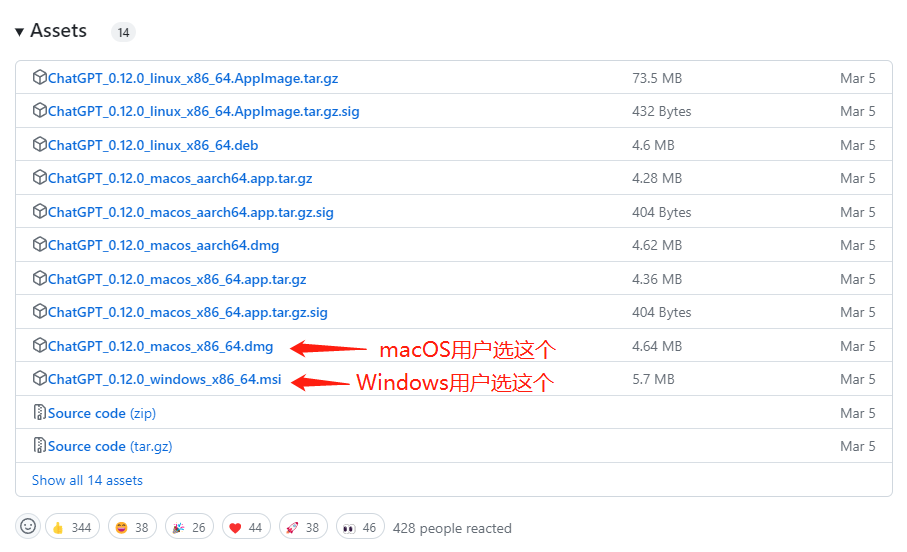 Assets 14
ChatGPT_0.12.0_linux_x86_64.AppImage.tar.gz 73.5 MB Mar 5
ChatGPT_0.12.0_linux_x86_64.AppImage.tar.gz.sig 432 Bytes Mar 5
ChatGPT_0.12.0_linux_x86_64.deb 4.6 MB Mar 5
ChatGPT_0.12.0_macos_aarch64.app.tar.gz 4.28 MB Mar 5
ChatGPT_0.12.0_macos_aarch64.app.tar.gz.sig 404 Bytes Mar 5
ChatGPT_0.12.0_macos_aarch64.dmg 4.62 MB Mar 5
ChatGPT_0.12.0_macos_x86_64.app.tar.gz 4.36 MB Mar 5
ChatGPT_0.12.0_macos_x86_64.app.tar.gz.sig 404 Bytes Mar 5
ChatGPT_0.12.0_macos_x86_64.dmg macOS用户选这个 4.64 MB Mar 5
ChatGPT_0.12.0_windows_x86_64.msi Windows用户选这个 5.7 MB Mar 5
Source code (zip) Mar 5
Source code (tar.gz) Mar 5
Show all 14 assets
344 38 26 44 38 46 428 people reacted